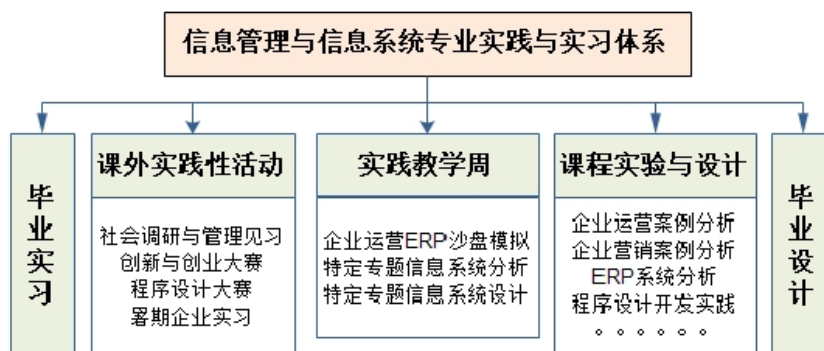 信息管理与信息系统专业实践与实习体系
毕业实习
课外实践性活动
社会调研与管理见习
创新与创业大赛
程序设计大赛
暑期企业实习
实践教学周
企业运营ERP沙盘模拟
特定专题信息系统分析
特定专题信息系统设计
课程实验与设计
企业运营案例分析
企业营销案例分析
ERP系统分析
程序设计开发实践
。。。。。。
毕业设计